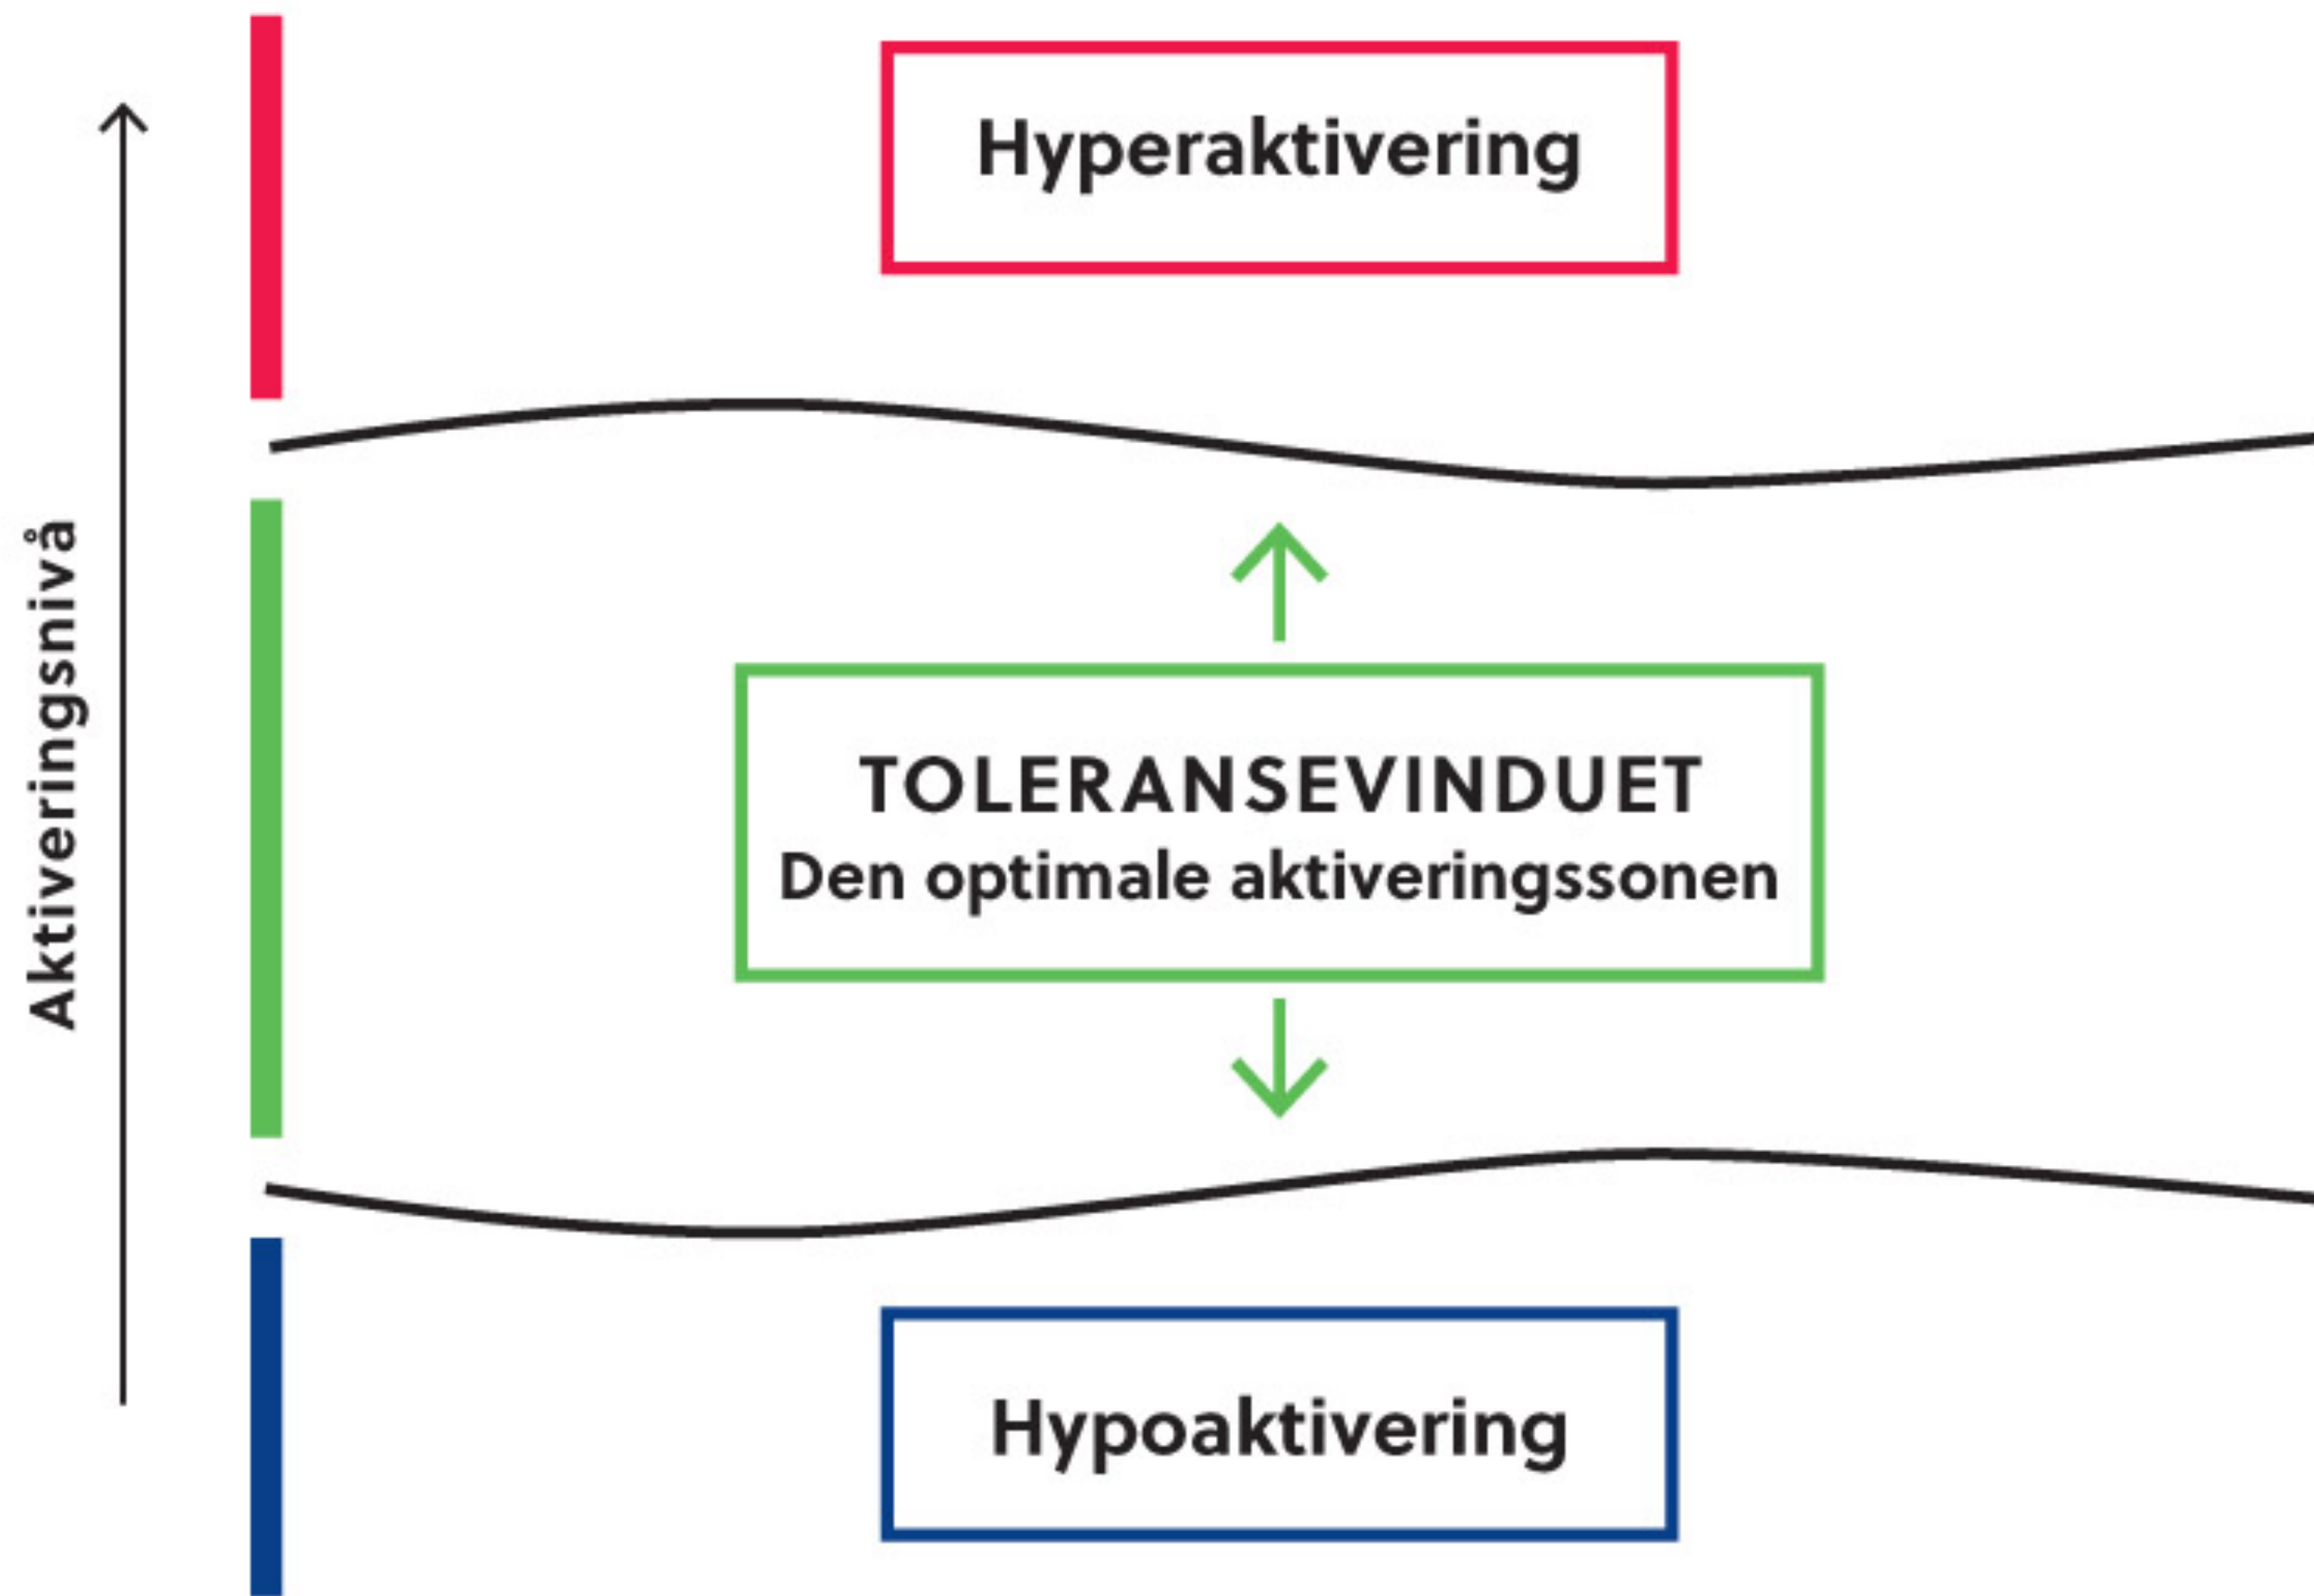 Aktiveringsnivå
Hyperaktivering
TOLERANSEVINDUET
Den optimale aktiveringssonen
Hypoaktivering